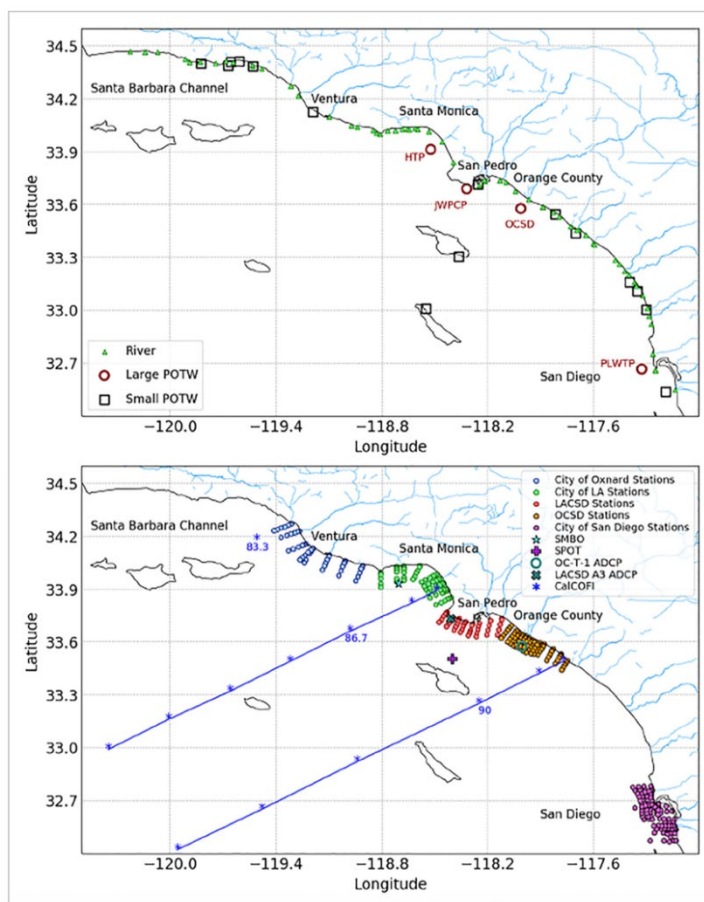 34.5
34.2
33.9
33.6
33.3
33.0
32.7
Latitude
Santa Barbara Channel
Ventura
Santa Monica
HTP
San Pedro
JWPCP
Orange County
OCSD
PLWTP
San Diego
River
Large POTW
Small POTW
−120.0 −119.4 −118.8 −118.2 −117.6
Longitude
34.5
34.2
33.9
33.6
33.3
33.0
32.7
Latitude
Santa Barbara Channel
83.3
Ventura
Santa Monica
86.7
San Pedro
Orange County
90
San Diego
City of Oxnard Stations
City of LA Stations
LACSD Stations
OCSD Stations
City of San Diego Stations
SMBO
SPOT
OC-T-1 ADCP
LACSD A3 ADCP
CalCOFI
−120.0 −119.4 −118.8 −118.2 −117.6
Longitude